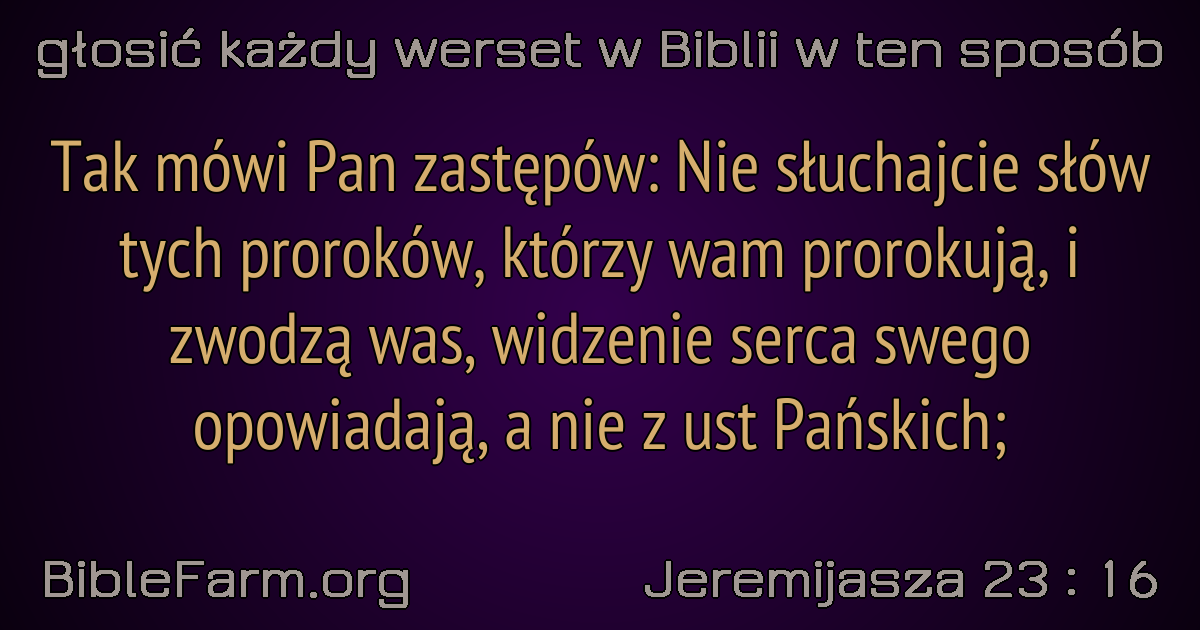 głosić każdy werset w Biblii w ten sposób
Tak mówi Pan zastępów: Nie słuchajcie słów
tych proroków, którzy wam prorokują, i
zwodzą was, widzenie serca swego
opowiadają, a nie z ust Pańskich;
BibleFarm.org
Jeremijasza 23 : 16